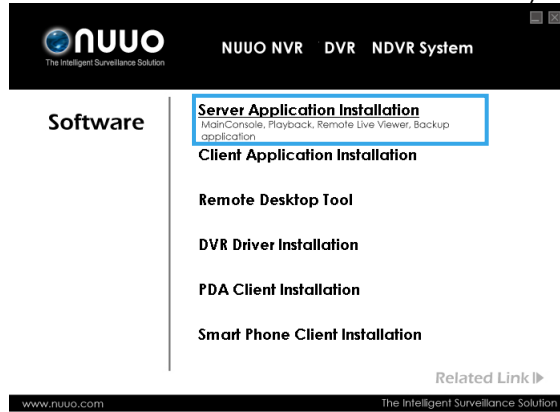 nuuo
The Intelligent Surveillance Solution
NUUO NVR DVR NDVR System
Software
Server Application Installation
MainConsole, Playback, Remote Live Viewer, Backup
application
Client Application Installation
Remote Desktop Tool
DVR Driver Installation
PDA Client Installation
Smart Phone Client Installation
Related Link
www.nuuo.com
The Intelligent Surveillance Solution